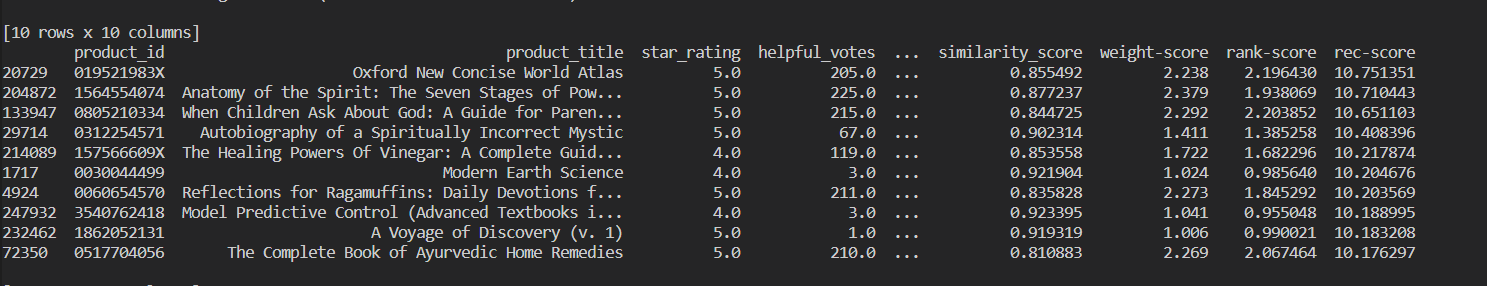 [10 rows x 10 columns]
product_id product_title star_rating helpful_votes ... similarity_score weight-score rank-score rec-score
20729 019521983X Oxford New Concise World Atlas 5.0 205.0 ... 0.855492 2.238 2.196430 10.751351
204872 1564554074 Anatomy of the Spirit: The Seven Stages of Pow... 5.0 225.0 ... 0.877237 2.379 1.938069 10.710443
133947 0805210334 When Children Ask About God: A Guide for Paren... 5.0 215.0 ... 0.844725 2.292 2.203852 10.651103
29714 0312254571 Autobiography of a Spiritually Incorrect Mystic 5.0 67.0 ... 0.902314 1.411 1.385258 10.408396
214089 157566609X The Healing Powers Of Vinegar: A Complete Guid... 4.0 119.0 ... 0.853558 1.722 1.682296 10.217874
1717 0030044499 Modern Earth Science 4.0 3.0 ... 0.921904 1.024 0.985640 10.204676
4924 0060654570 Reflections for Ragamuffins: Daily Devotions f... 5.0 211.0 ... 0.835828 2.273 1.845292 10.203569
247932 3540762418 Model Predictive Control (Advanced Textbooks i... 4.0 3.0 ... 0.923395 1.041 0.955048 10.188995
232462 1862052131 A Voyage of Discovery (v. 1) 5.0 1.0 ... 0.919319 1.006 0.990021 10.183208
72350 0517704056 The Complete Book of Ayurvedic Home Remedies 5.0 210.0 ... 0.810883 2.269 2.067464 10.176297